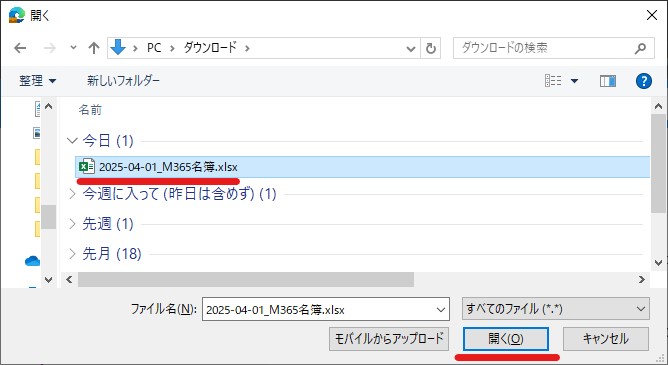 開く
PC > ダウンロード >
ダウンロードの検索
整理 新しいフォルダー
名前
今日 (1)
2025-04-01_M365名簿.xlsx
今週に入って (昨日は含めず) (1)
先週 (1)
先月 (18)
ファイル名(N): 2025-04-01_M365名簿.xlsx すべてのファイル (*.*)
モバイルからアップロード 開く(O) キャンセル